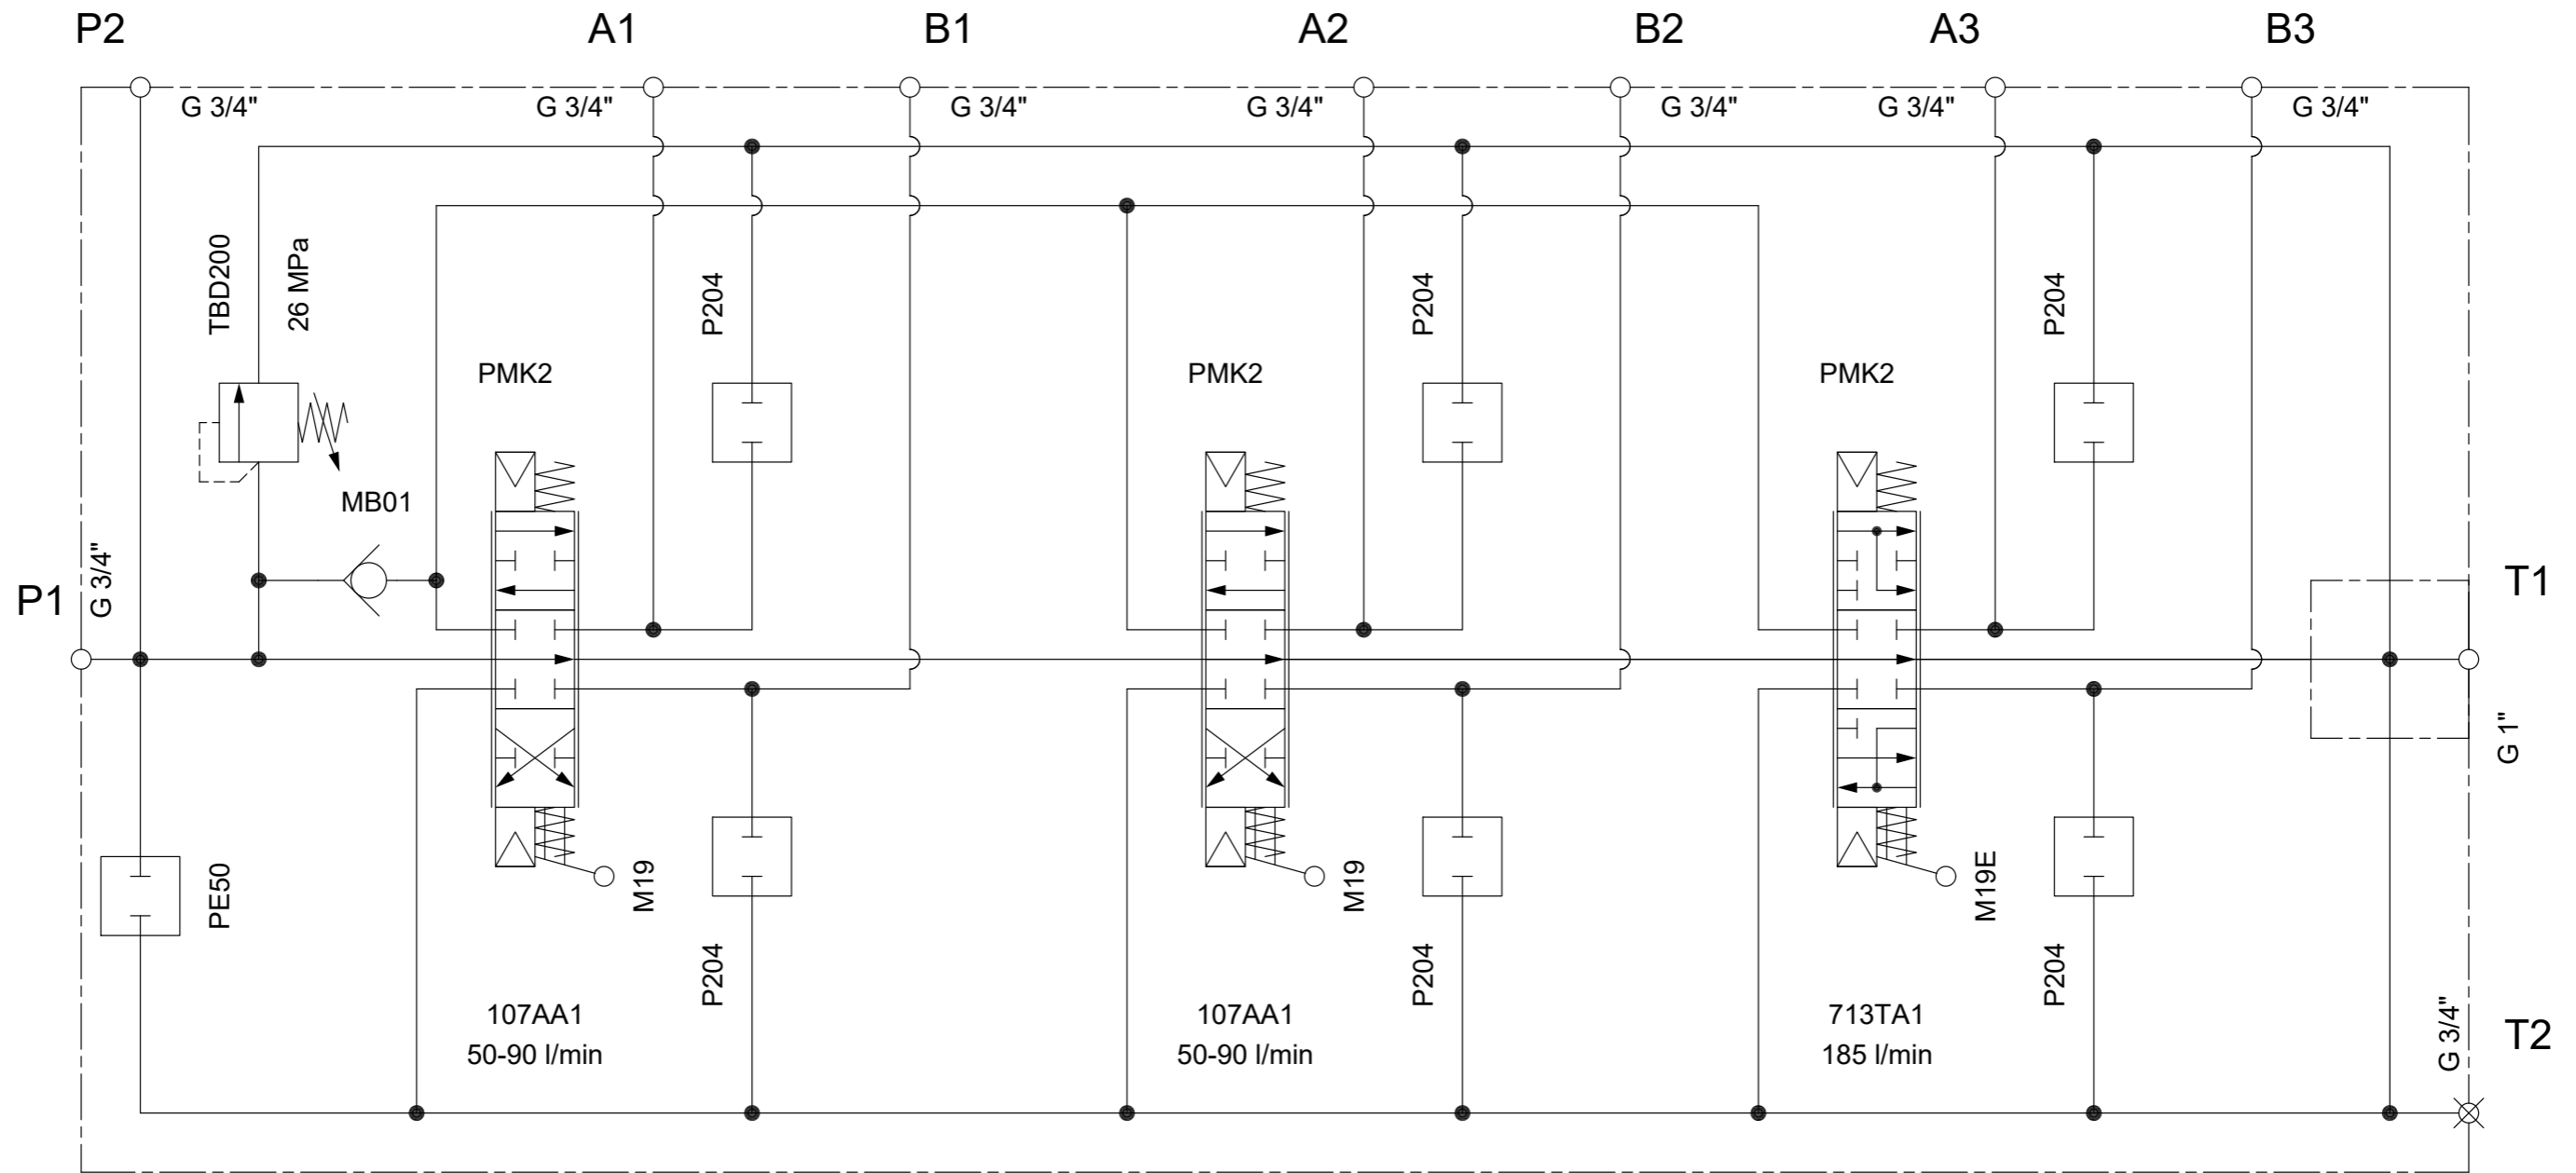 P2
A1
B1
A2
B2
A3
B3
G 3/4"
G 3/4"
G 3/4"
G 3/4"
G 3/4"
G 3/4"
G 3/4"
TBD200
26 MPa
P204
P204
P204
PMK2
PMK2
PMK2
MB01
P1
G 3/4"
T1
G 1"
PE50
M19
M19
M19E
P204
P204
P204
107AA1
50-90 l/min
107AA1
50-90 l/min
713TA1
185 l/min
G 3/4"
T2